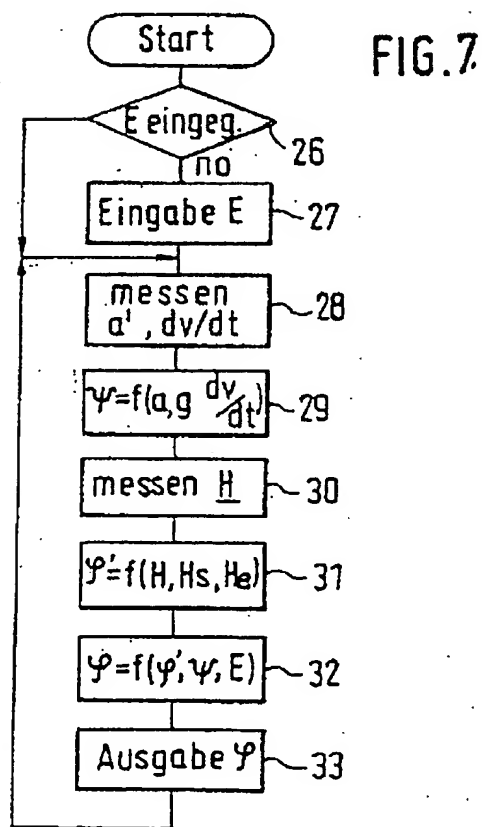 Start
FIG.7
E eingeg.
26
no
Eingabe E
27
messen
a', dv/dt
28
ψ=f(a,g dv/dt)
29
messen H
30
φ'=f(H,Hs,He)
31
φ=f(φ',ψ,E)
32
Ausgabe φ
33